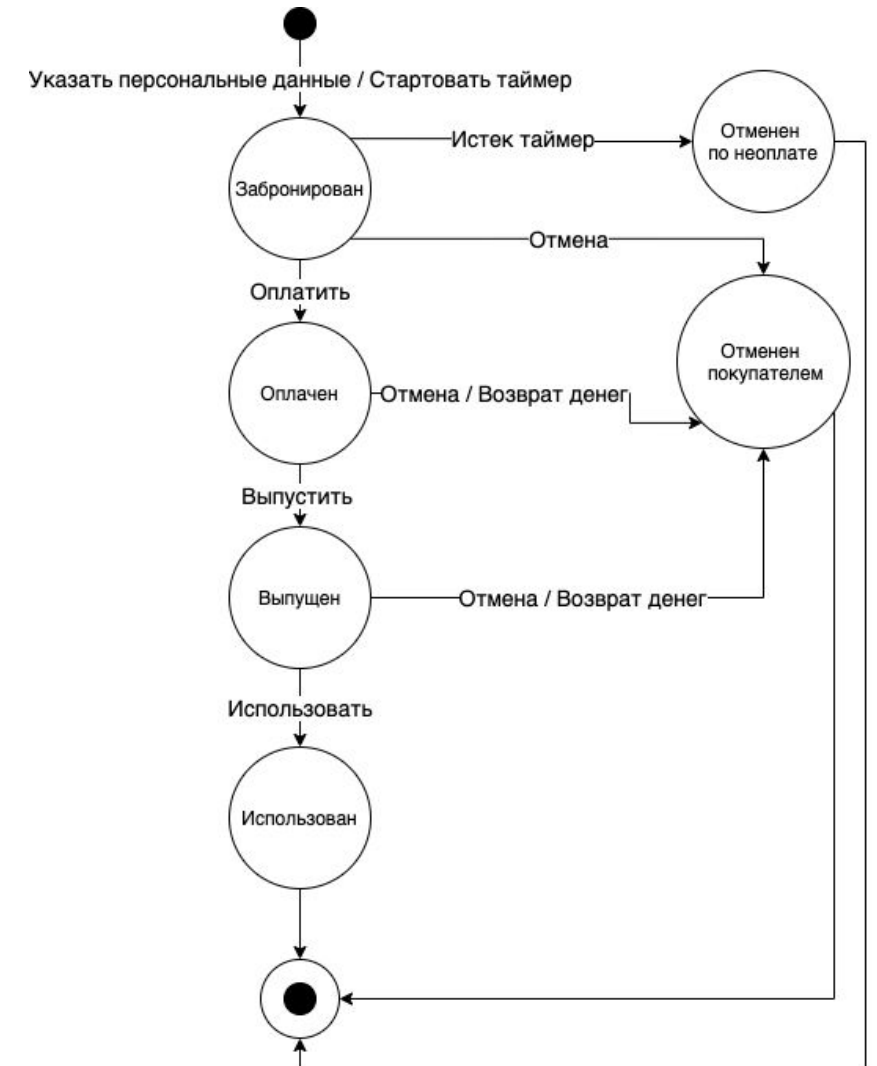 Указать персональные данные / Стартовать таймер
Истек таймер
Отменен
по неоплате
Забронирован
Отмена
Оплатить
Отменен
покупателем
Оплачен
Отмена / Возврат денег
Выпустить
Выпущен
Отмена / Возврат денег
Использовать
Использован